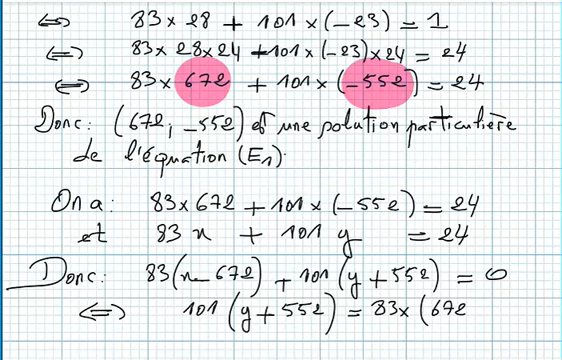 ⇔ 83 × 28 + 101 × (-23) = 1
⇔ 83 × 28 × 24 + 101 × (-23) × 24 = 24
⇔ 83 × 672 + 101 × (-552) = 24
Donc: (672; -552) est une solution particulière
de l'équation (E₁).
On a: 83 × 672 + 101 × (-552) = 24
et 83 x + 101 y = 24
Donc: 83(x-672) + 101(y+552) = 0
⇔ 101(y+552) = 83 × (672